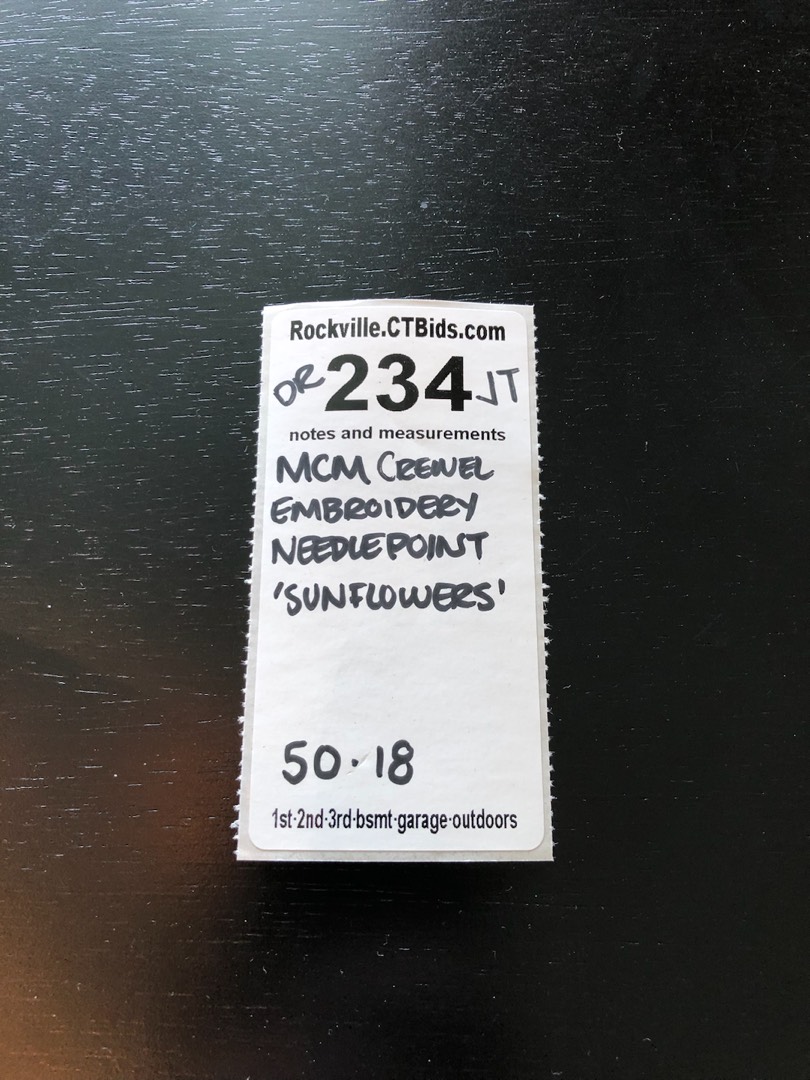 Rockville.CTBids.com
DR 234 JT
notes and measurements
MCM CREWEL
EMBROIDERY
NEEDLEPOINT
'SUNFLOWERS'
50·18
1st·2nd·3rd·bsmt·garage·outdoors